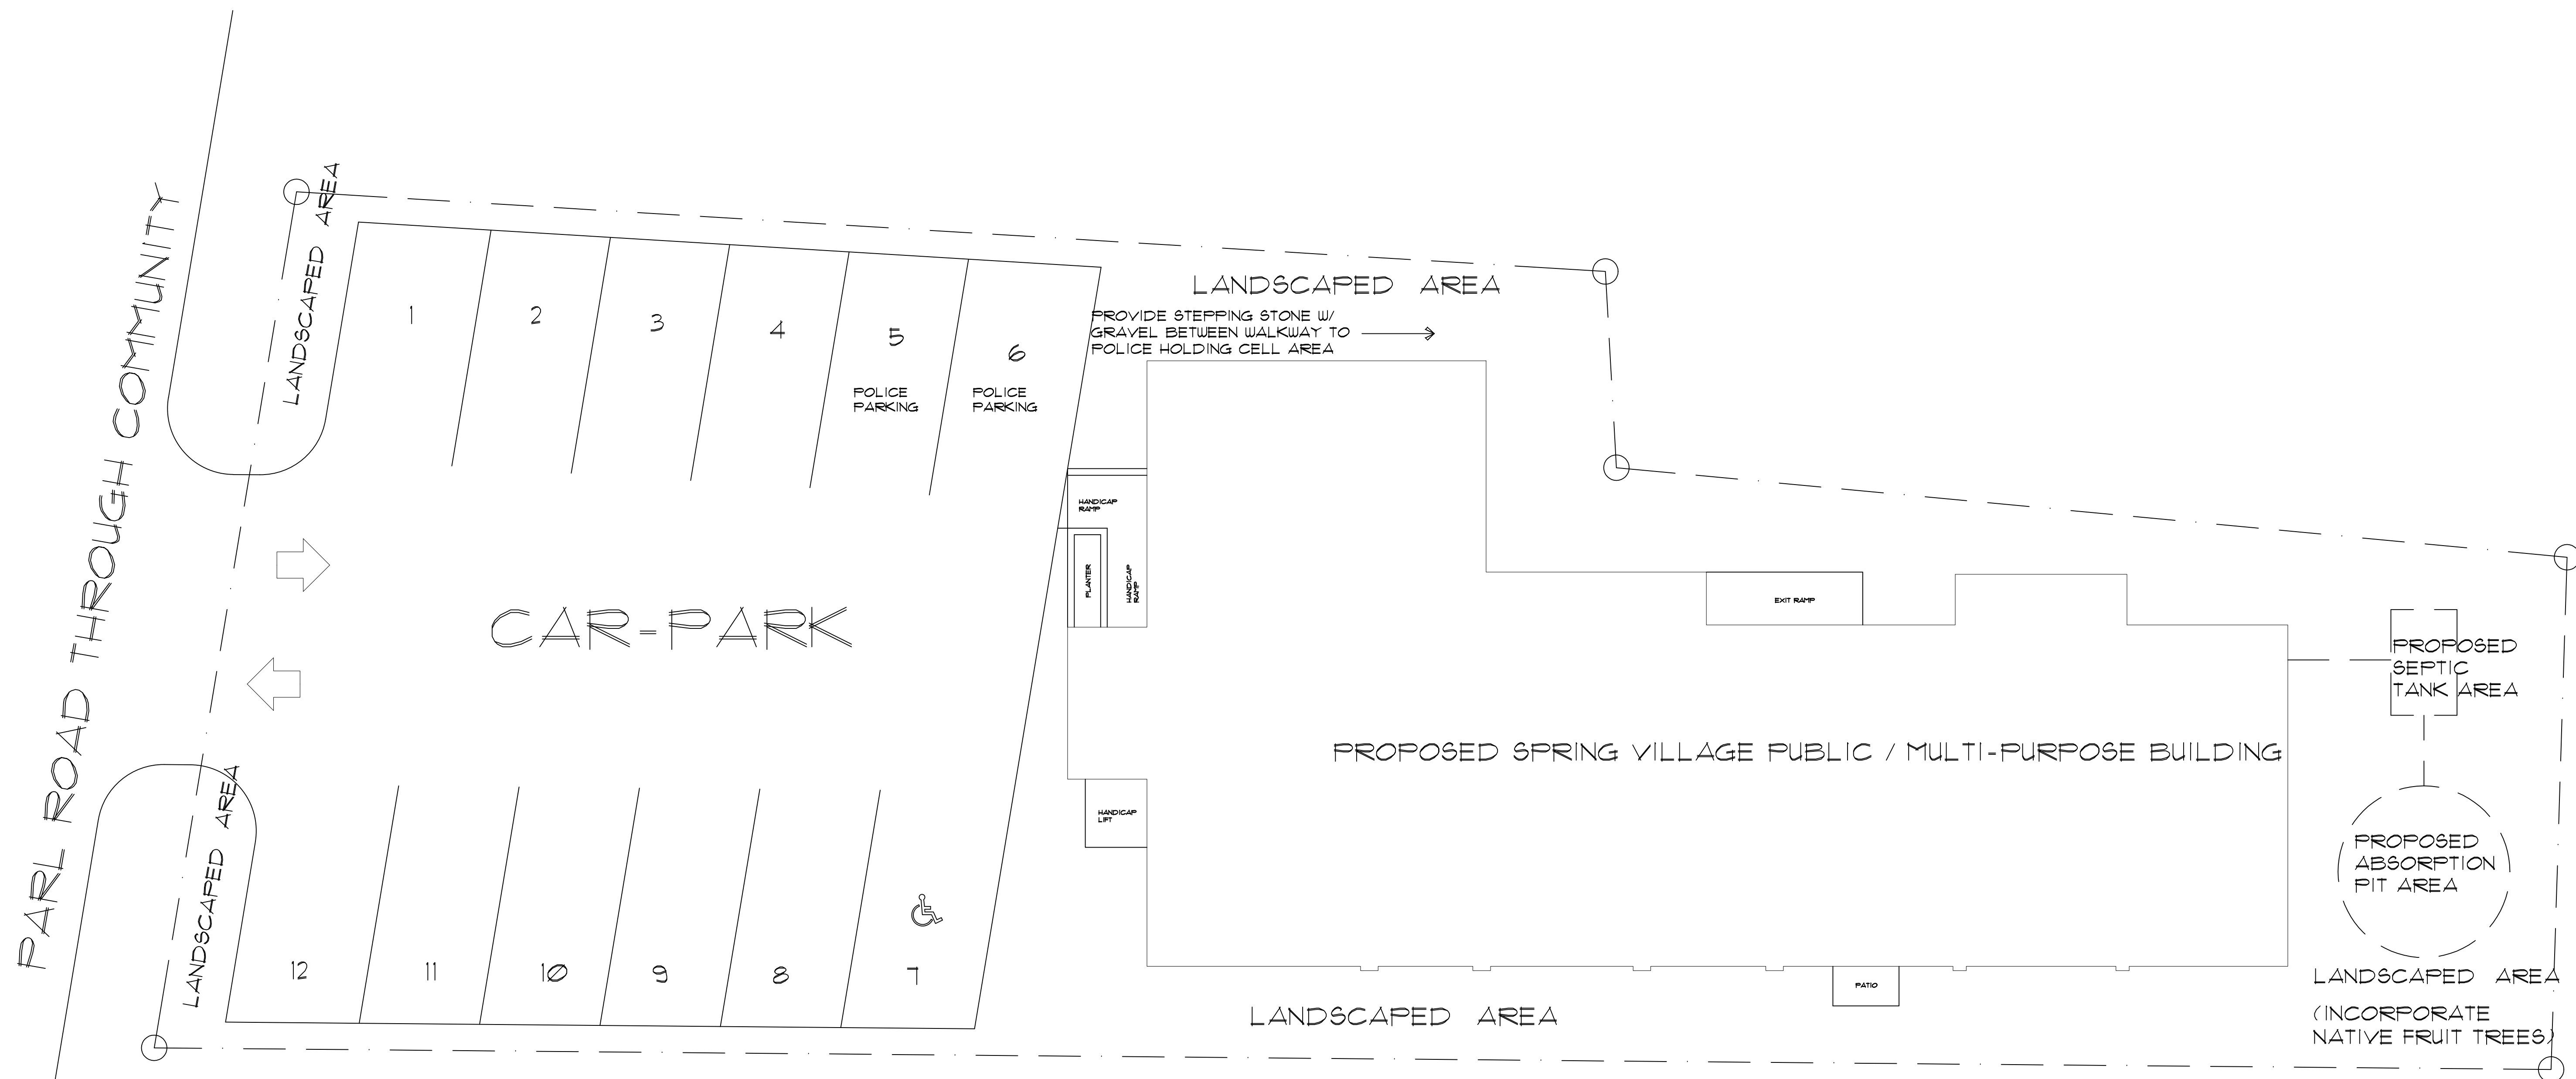 PARL ROAD THROUGH COMMUNITY
LANDSCAPED AREA
LANDSCAPED AREA
1
2
3
4
5
6
POLICE
PARKING
POLICE
PARKING
CAR-PARK
12
11
10
9
8
7
LANDSCAPED AREA
PROVIDE STEPPING STONE W/
GRAVEL BETWEEN WALKWAY TO
POLICE HOLDING CELL AREA
HANDICAP
RAMP
PLANTER
HANDICAP
RAMP
HANDICAP
LIFT
EXIT RAMP
PROPOSED SPRING VILLAGE PUBLIC / MULTI-PURPOSE BUILDING
PATIO
LANDSCAPED AREA
PROPOSED
SEPTIC
TANK AREA
PROPOSED
ABSORPTION
PIT AREA
LANDSCAPED AREA
(INCORPORATE
NATIVE FRUIT TREES)